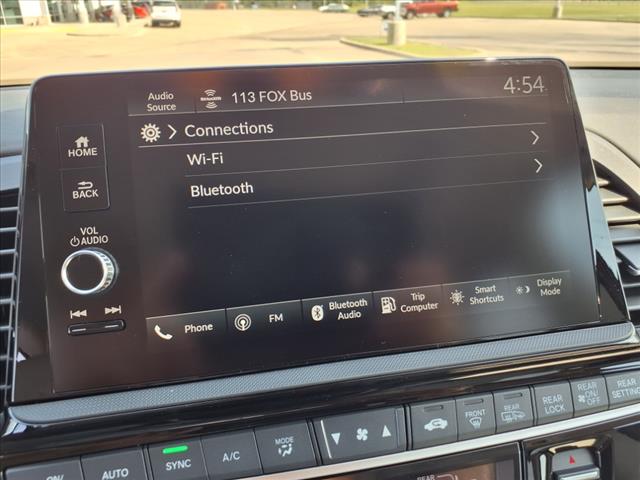 Audio
Source
SiriusXM
113 FOX Bus
4:54
Connections
HOME
Wi-Fi
BACK
Bluetooth
VOL
AUDIO
Phone
FM
Bluetooth
Audio
Trip
Computer
Smart
Shortcuts
Display
Mode
ON
AUTO
SYNC
A/C
MODE
FRONT
REAR
REAR
LOCK
REAR
ON/
OFF
REAR
SETTING
REAR